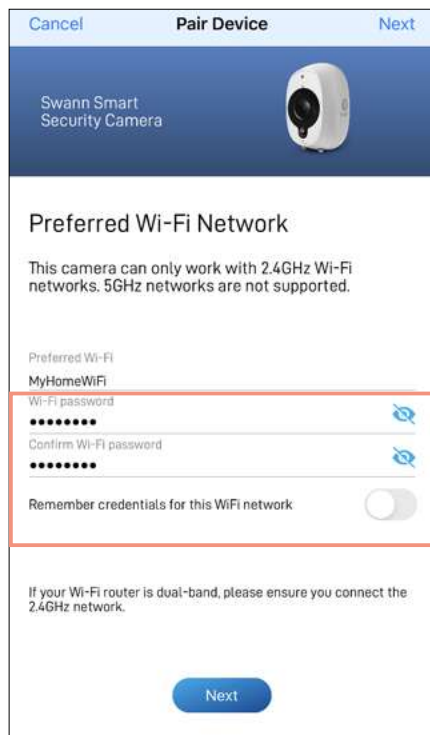 Cancel Pair Device Next
Swann Smart
Security Camera
Preferred Wi-Fi Network
This camera can only work with 2.4GHz Wi-Fi
networks. 5GHz networks are not supported.
Preferred Wi-Fi
MyHomeWiFi
Wi-Fi password
••••••••
Confirm Wi-Fi password
••••••••
Remember credentials for this WiFi network
If your Wi-Fi router is dual-band, please ensure you connect the
2.4GHz network.
Next